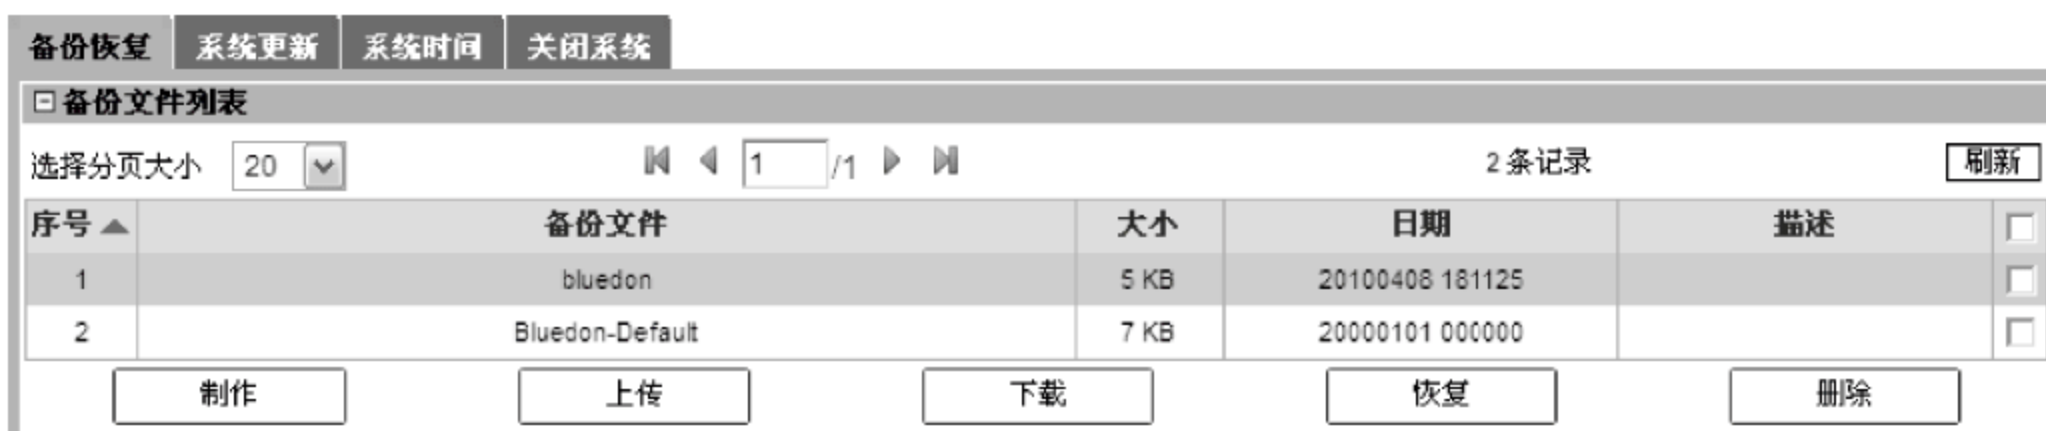 备份恢复 系统更新 系统时间 关闭系统
备份文件列表
选择分页大小 20 1 /1 2 条记录 刷新
序号 备份文件 大小 日期 描述
1 bluedon 5 KB 20100408 181125
2 Bluedon-Default 7 KB 20000101 000000
制作 上传 下载 恢复 删除